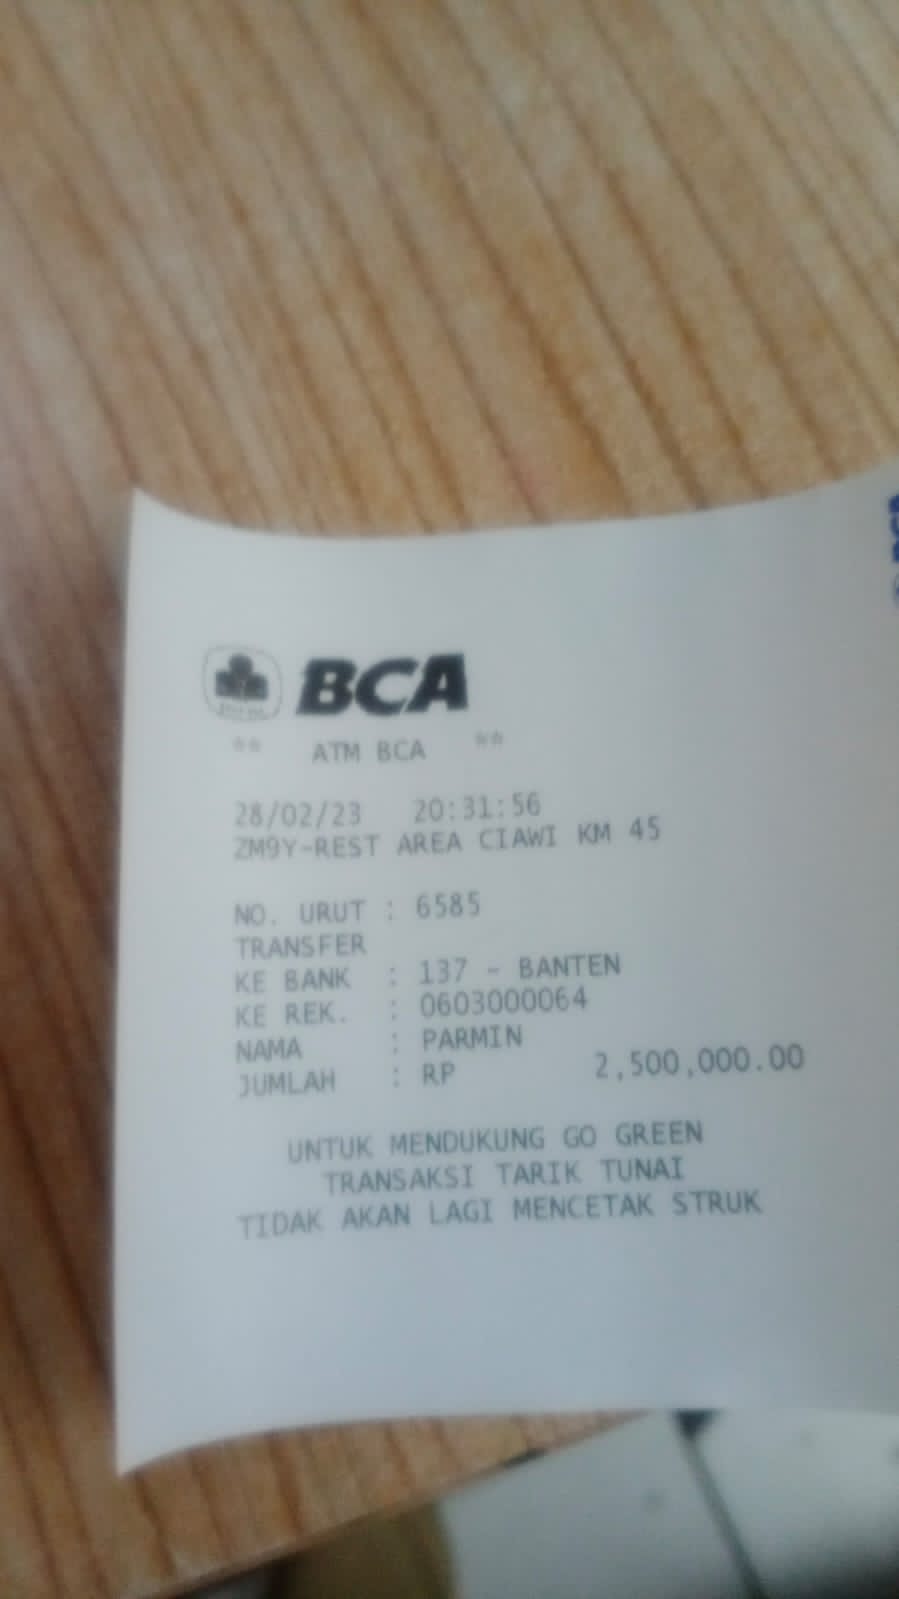 BCA
** ATM BCA **
28/02/23 20:31:56
ZM9Y-REST AREA CIAWI KM 45
NO. URUT : 6585
TRANSFER
KE BANK : 137 - BANTEN
KE REK. : 0603000064
NAMA : PARMIN
JUMLAH : RP 2,500,000.00
UNTUK MENDUKUNG GO GREEN
TRANSAKSI TARIK TUNAI
TIDAK AKAN LAGI MENCETAK STRUK
BCA